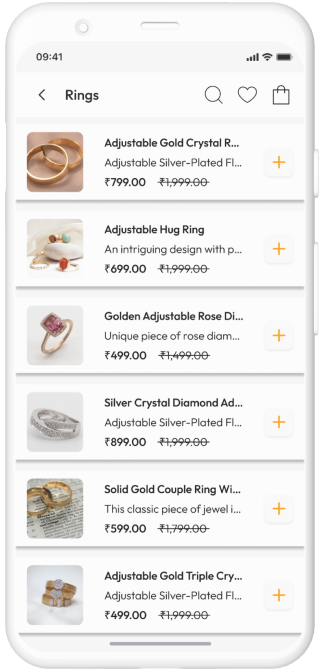 09:41
Rings
Adjustable Gold Crystal R...
Adjustable Silver-Plated Fl...
₹799.00 ₹1,999.00
Adjustable Hug Ring
An intriguing design with p...
₹699.00 ₹1,999.00
Golden Adjustable Rose Di...
Unique piece of rose diam...
₹499.00 ₹1,499.00
Silver Crystal Diamond Ad...
Adjustable Silver-Plated Fl...
₹899.00 ₹1,999.00
Solid Gold Couple Ring Wi...
This classic piece of jewel i...
₹599.00 ₹1,799.00
Adjustable Gold Triple Cry...
Adjustable Silver-Plated Fl...
₹499.00 ₹1,999.00